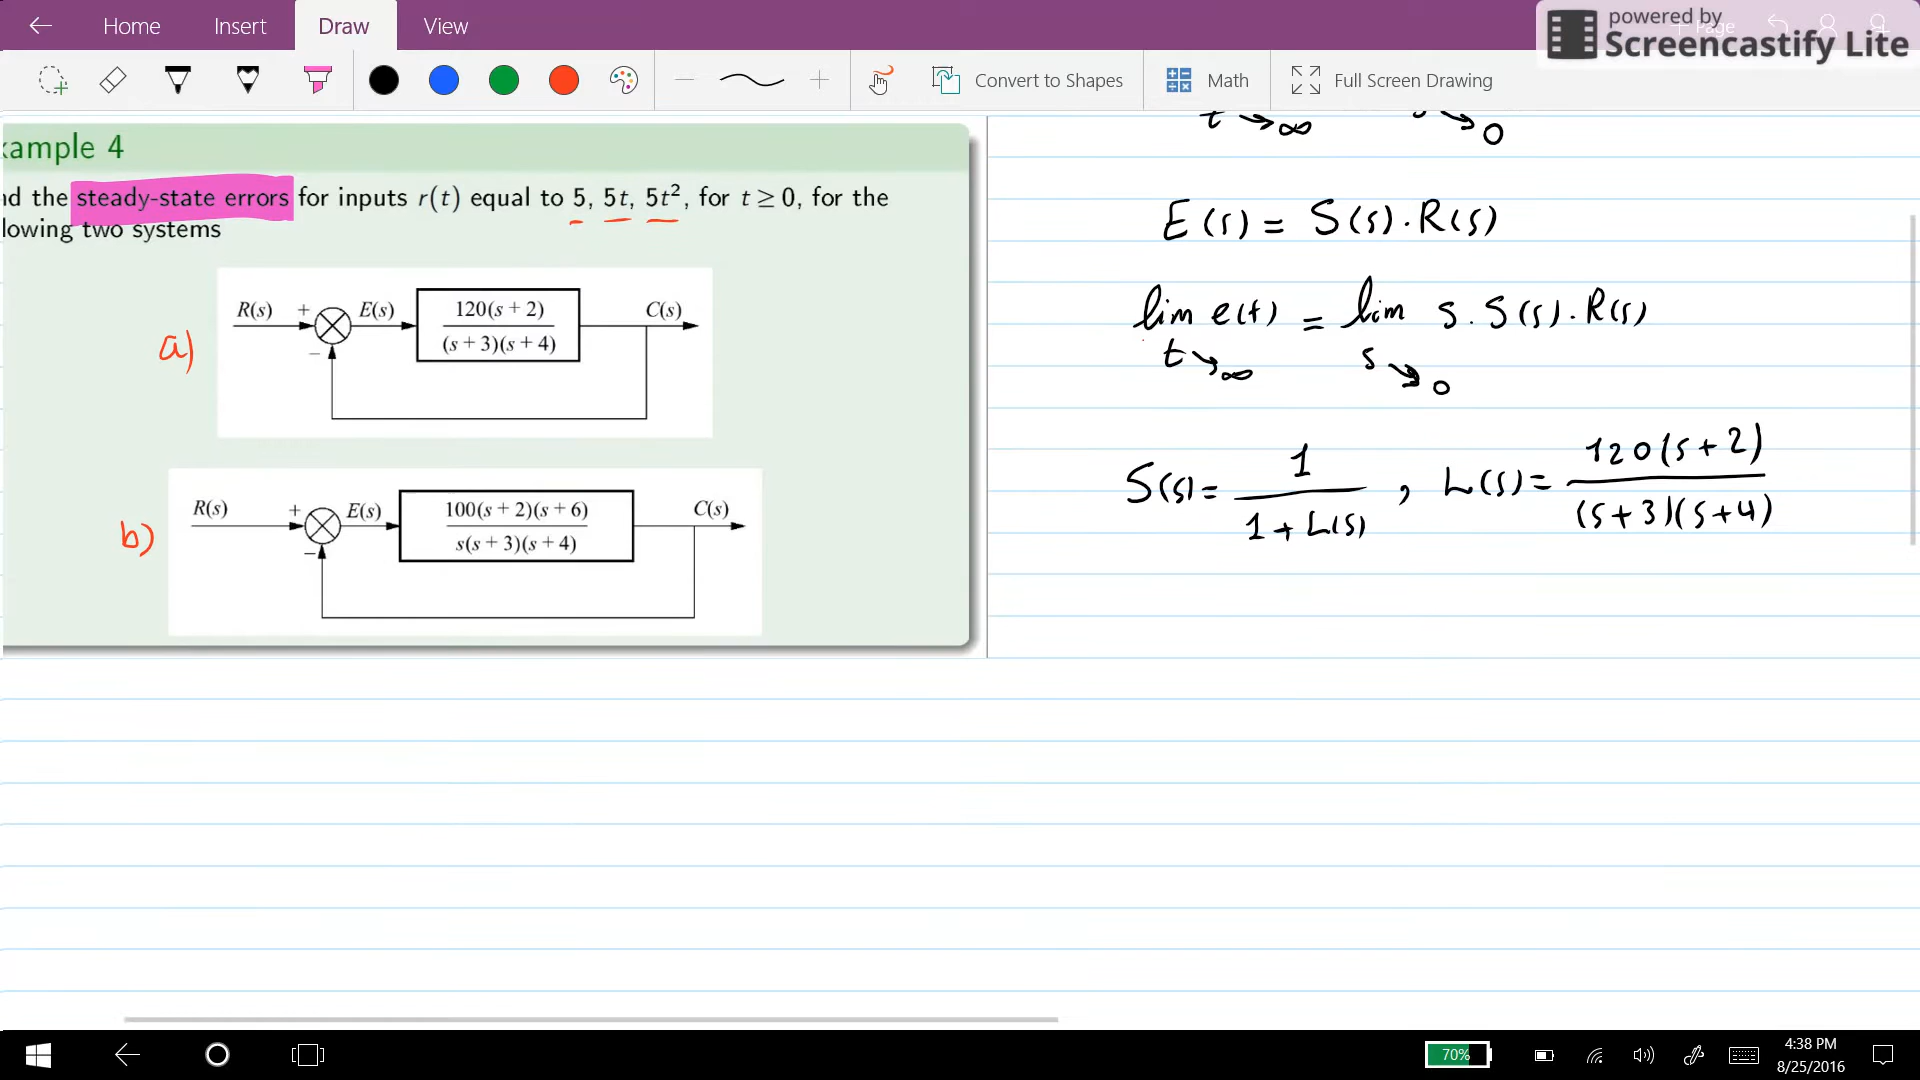 Home Insert Draw View
powered by
Screencastify Lite
Convert to Shapes Math Full Screen Drawing
xample 4
nd the steady-state errors for inputs r(t) equal to 5, 5t, 5t², for t ≥ 0, for the
lowing two systems
a)
R(s) + E(s) 120(s + 2) C(s)
− (s + 3)(s + 4)
b)
R(s) + E(s) 100(s + 2)(s + 6) C(s)
− s(s + 3)(s + 4)
t → ∞ s → 0
E(s) = S(s) · R(s)
lim e(t) = lim s · S(s) · R(s)
t → ∞ s → 0
S(s) = 1 / (1 + L(s)) , L(s) = 120(s + 2) / (s + 3)(s + 4)
70% 4:38 PM
8/25/2016